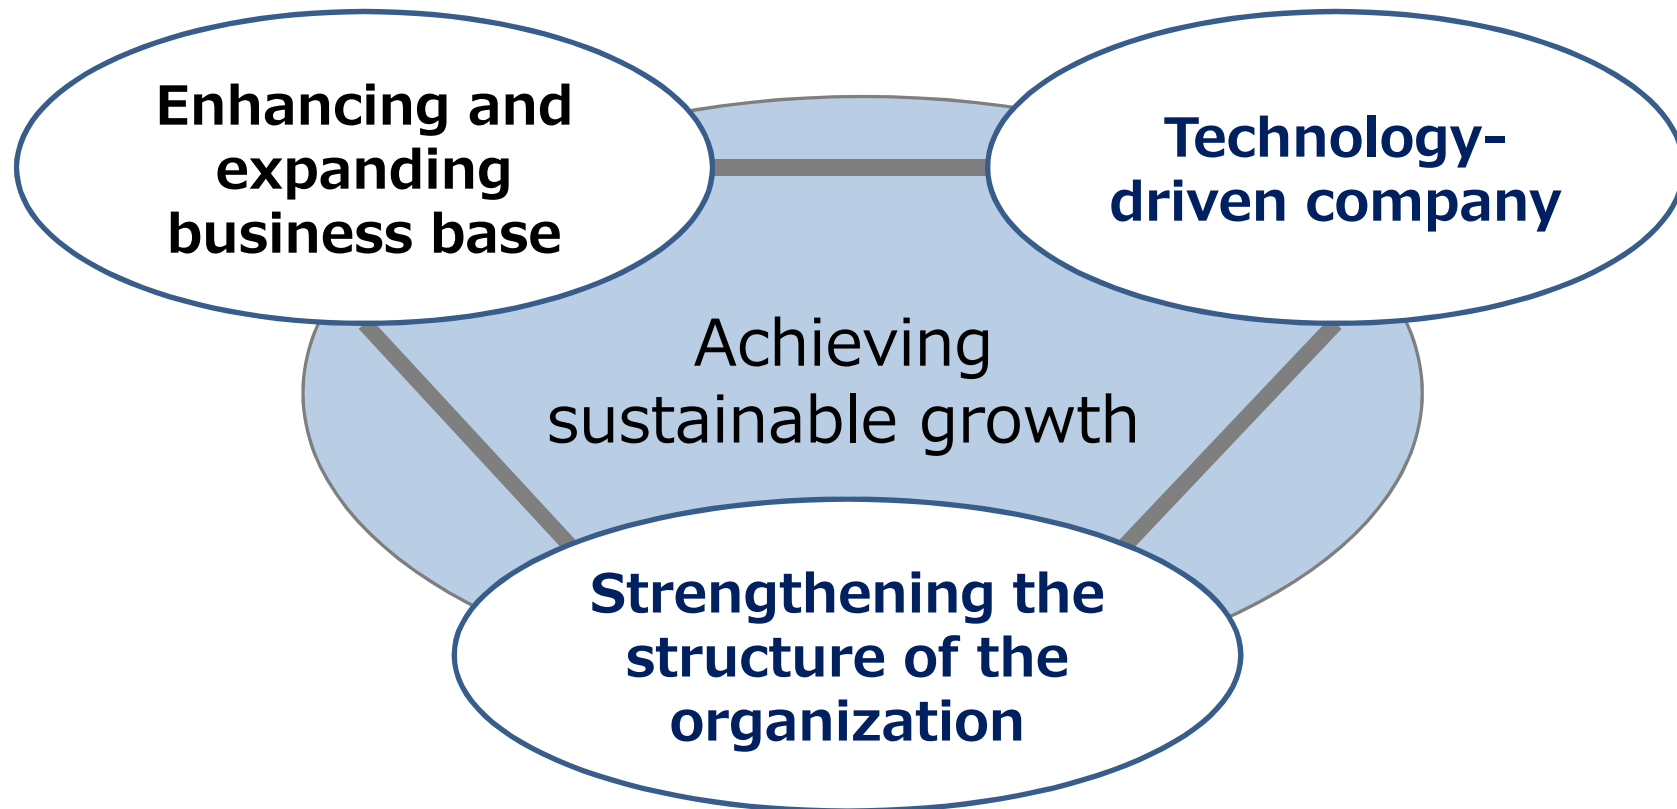 Enhancing and
expanding
business base
Technology-
driven company
Achieving
sustainable growth
Strengthening the
structure of the
organization